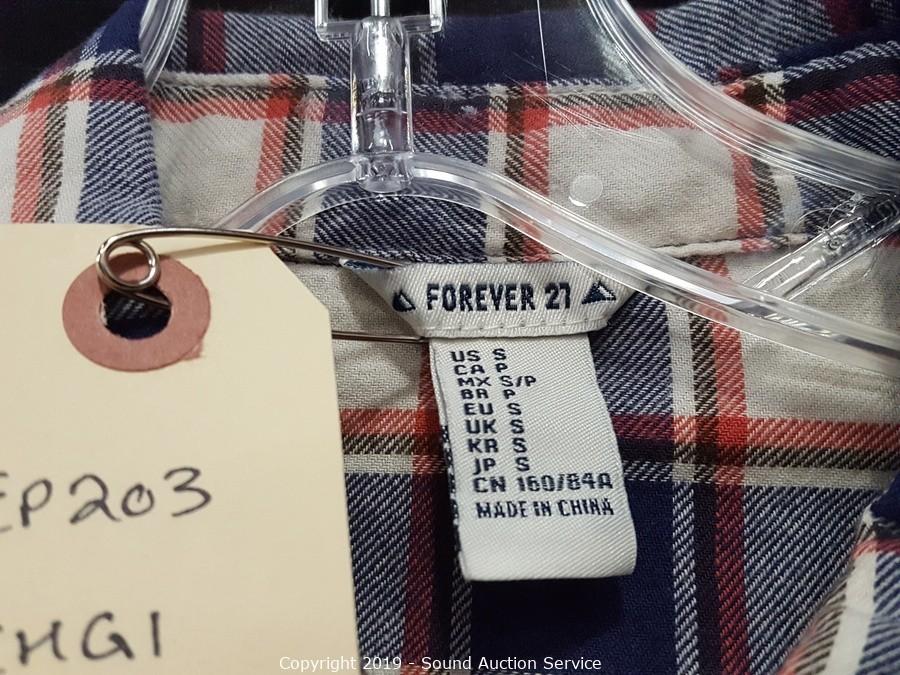 FOREVER 21
US S
CA P
MX S/P
BR P
EU S
UK S
KR S
JP S
CN 160/84A
MADE IN CHINA
EP203
HG1
Copyright 2019 - Sound Auction Service